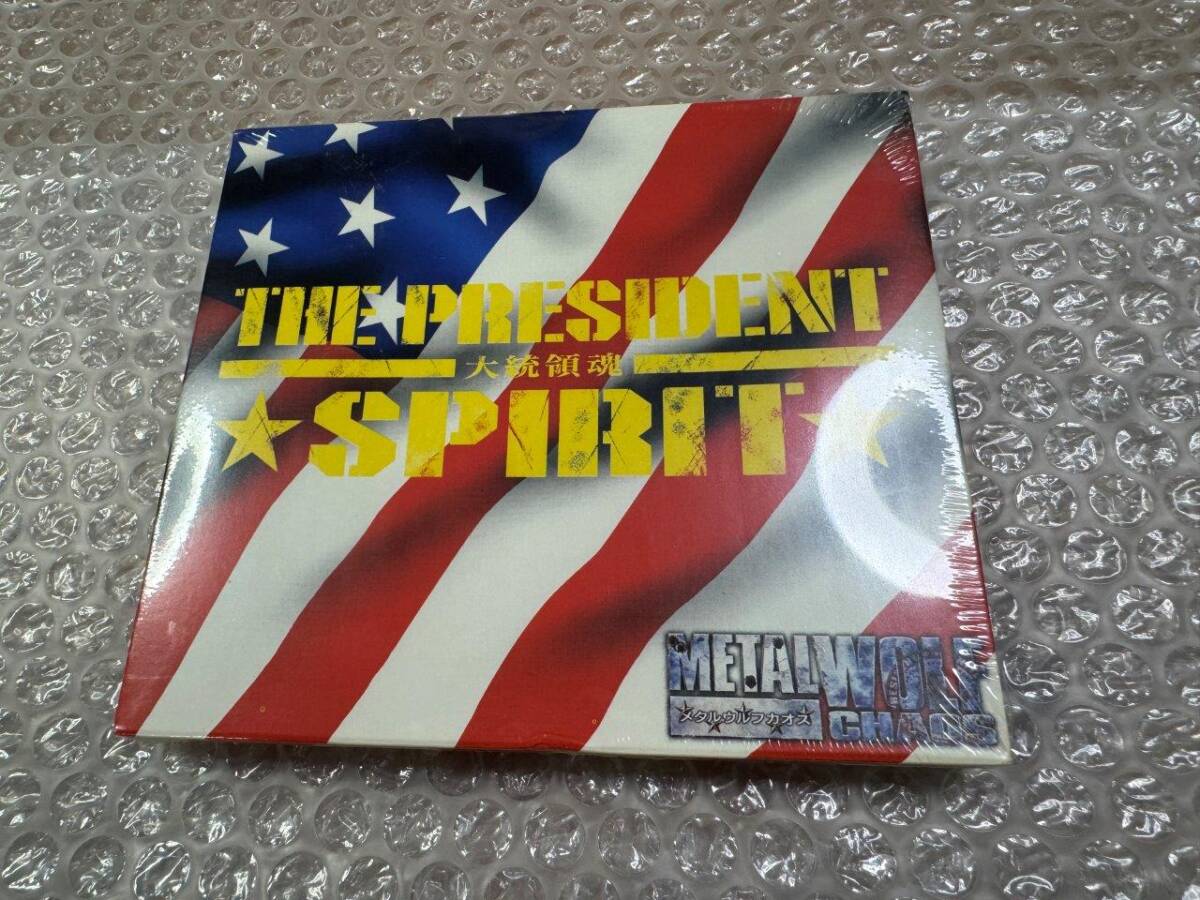 THE PRESIDENT
大統領魂
SPIRIT
METAL WOLF
メタルウルフカオス
CHAOS